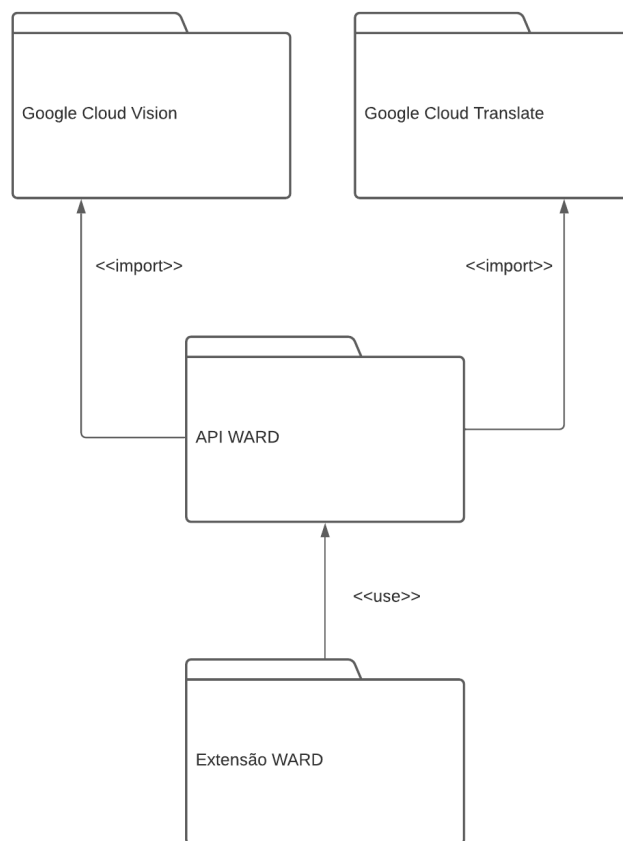 Google Cloud Vision
Google Cloud Translate
<<import>>
<<import>>
API WARD
<<use>>
Extensão WARD